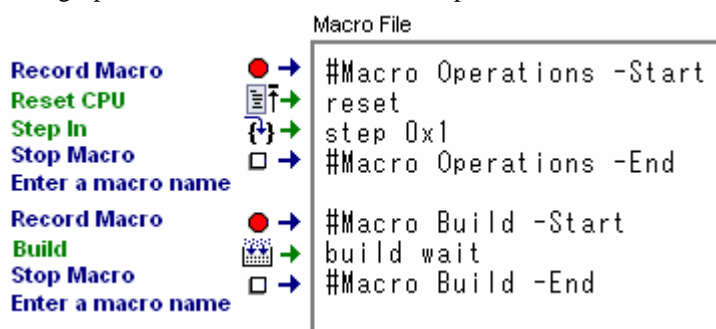 Macro File
Record Macro #Macro Operations -Start
Reset CPU reset
Step In step 0x1
Stop Macro #Macro Operations -End
Enter a macro name
Record Macro #Macro Build -Start
Build build wait
Stop Macro #Macro Build -End
Enter a macro name